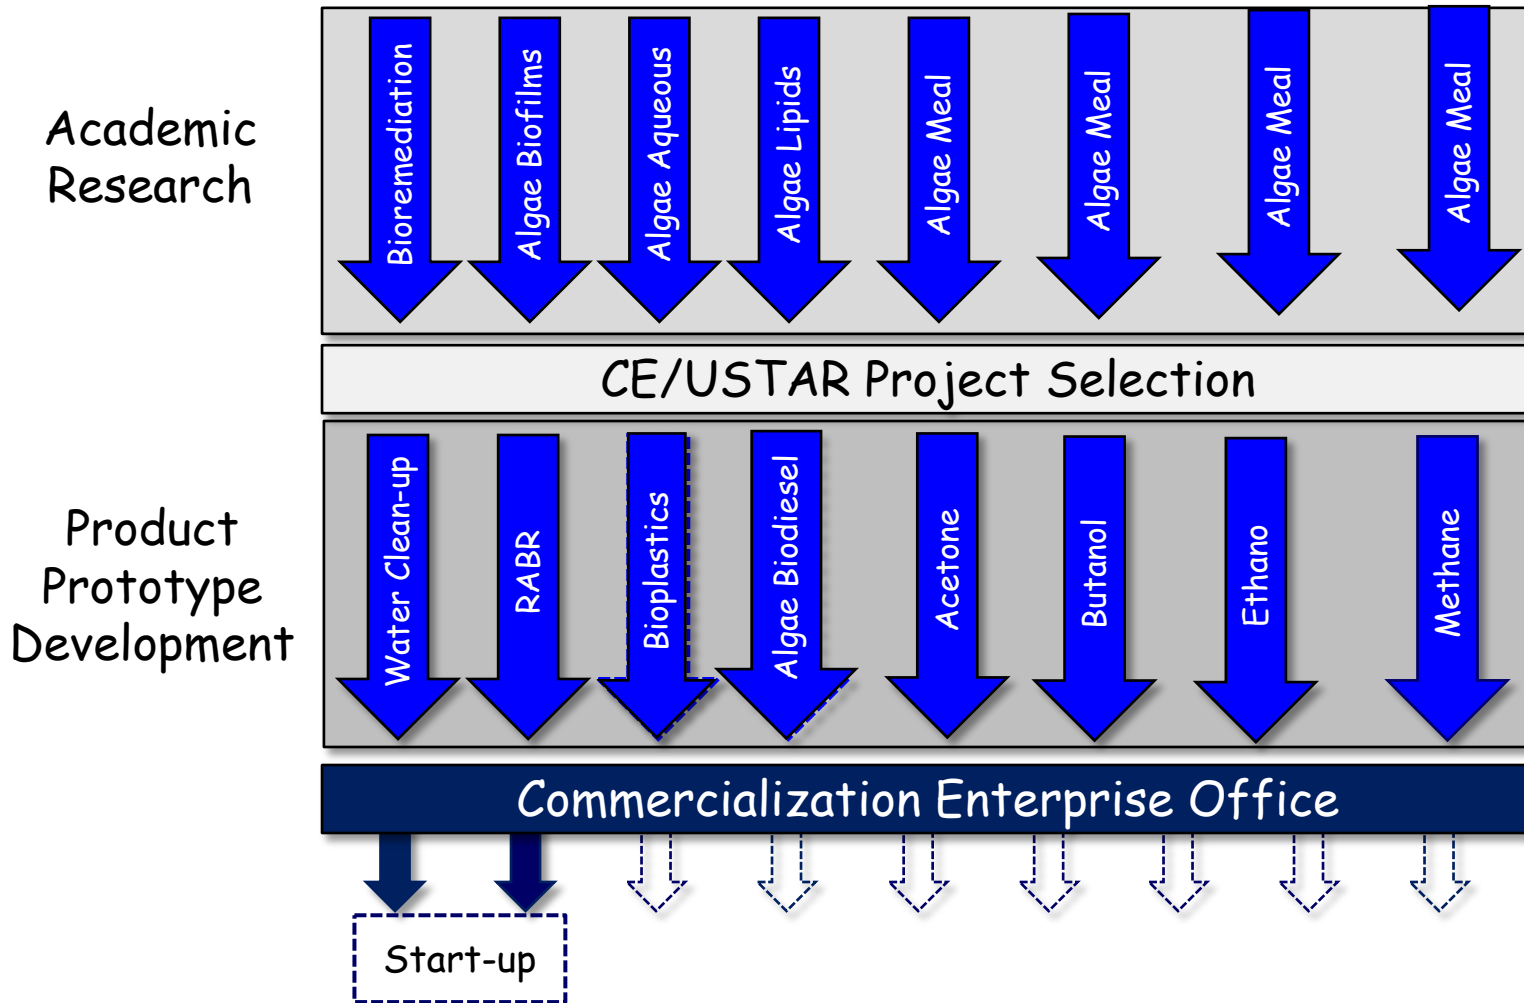 Academic
Research
Bioremediation
Algae Biofilms
Algae Aqueous
Algae Lipids
Algae Meal
Algae Meal
Algae Meal
Algae Meal
CE/USTAR Project Selection
Product
Prototype
Development
Water Clean-up
RABR
Bioplastics
Algae Biodiesel
Acetone
Butanol
Ethano
Methane
Commercialization Enterprise Office
Start-up